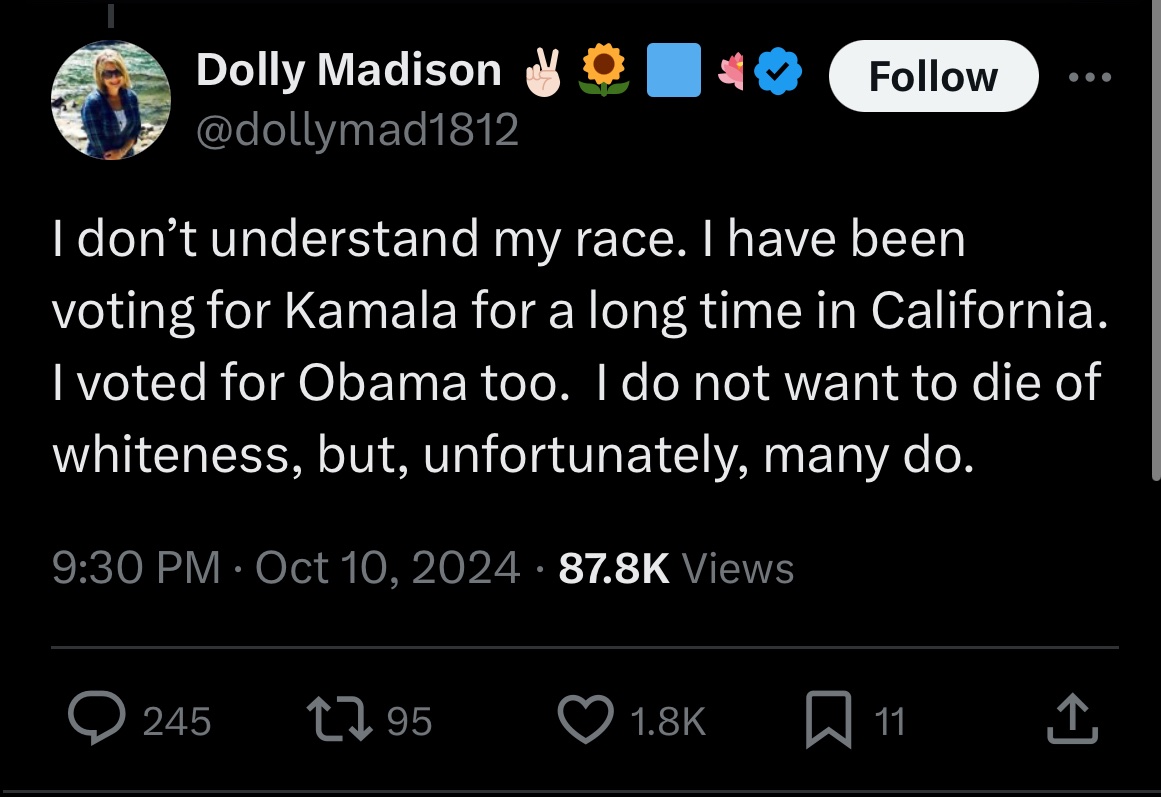 Dolly Madison ✌🏻 🌻 🟦 🪷
Follow
@dollymad1812
I don’t understand my race. I have been
voting for Kamala for a long time in California.
I voted for Obama too.  I do not want to die of
whiteness, but, unfortunately, many do.
9:30 PM · Oct 10, 2024 · 87.8K Views
245 95 1.8K 11